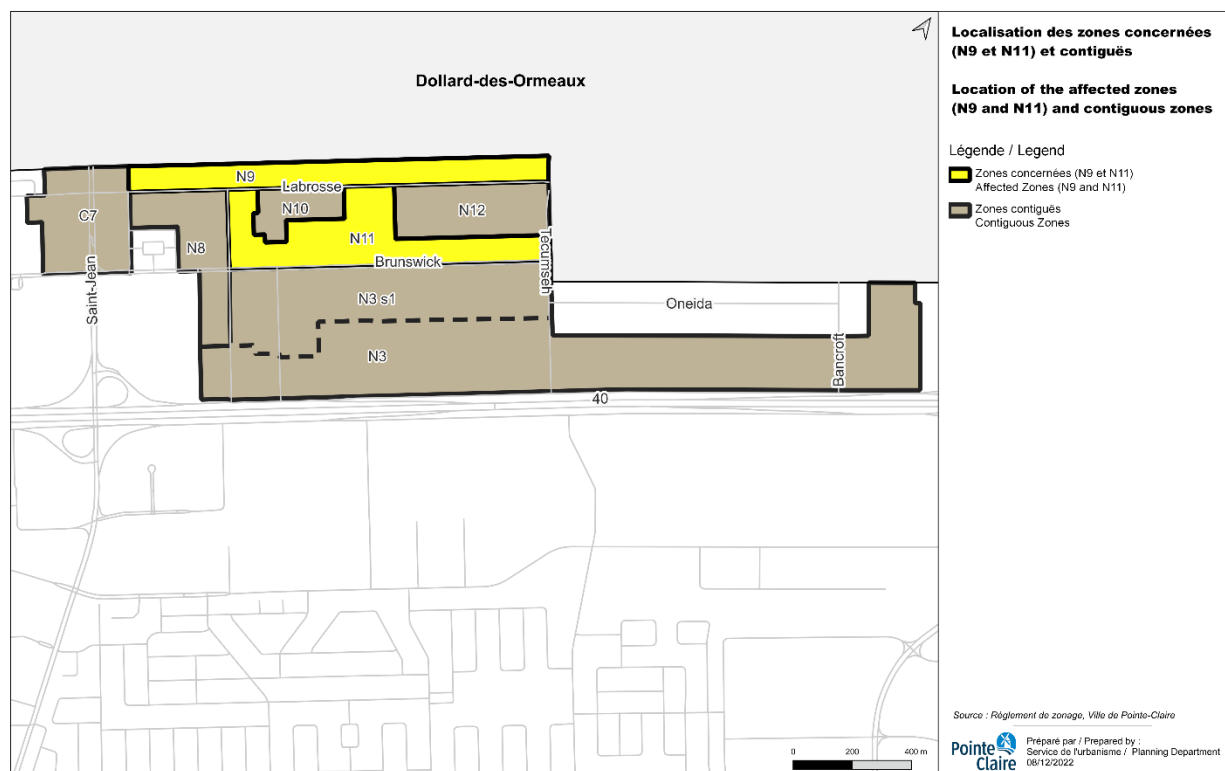 Dollard-des-Ormeaux
N9
Labrosse
N10
C7
N12
N8
N11
Brunswick
Tecumseh
Saint-Jean
N3 s1
Oneida
N3
Bancroft
40
0 200 400 m
Localisation des zones concernées
(N9 et N11) et contiguës
Location of the affected zones
(N9 and N11) and contiguous zones
Légende / Legend
Zones concernées (N9 et N11)
Affected Zones (N9 and N11)
Zones contiguës
Contiguous Zones
Source : Règlement de zonage, Ville de Pointe-Claire
Pointe
Claire
Préparé par / Prepared by :
Service de l'urbanisme / Planning Department
08/12/2022